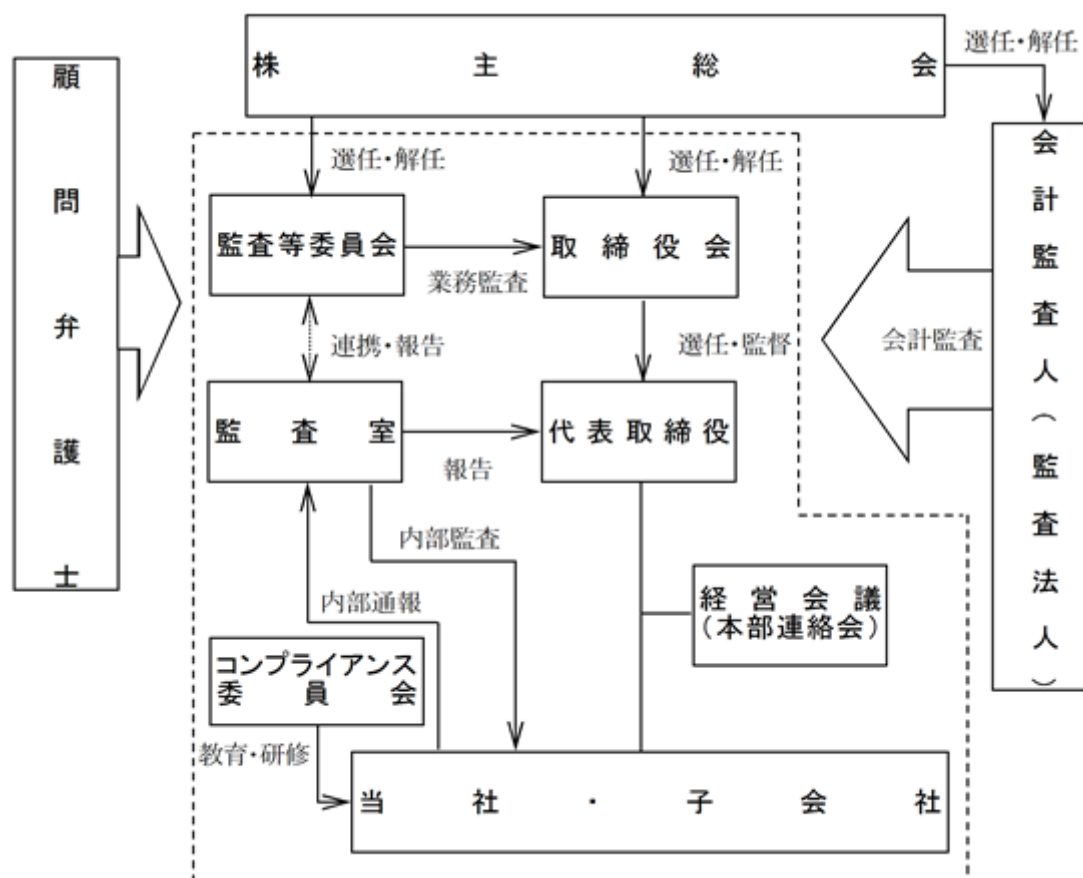 株主総会
選任・解任
顧問弁護士
会計監査人(監査法人)
選任・解任
選任・解任
監査等委員会
取締役会
業務監査
会計監査
連携・報告
選任・監督
監査室
代表取締役
報告
内部監査
内部通報
経営会議
(本部連絡会)
コンプライアンス
委員会
教育・研修
当社・子会社